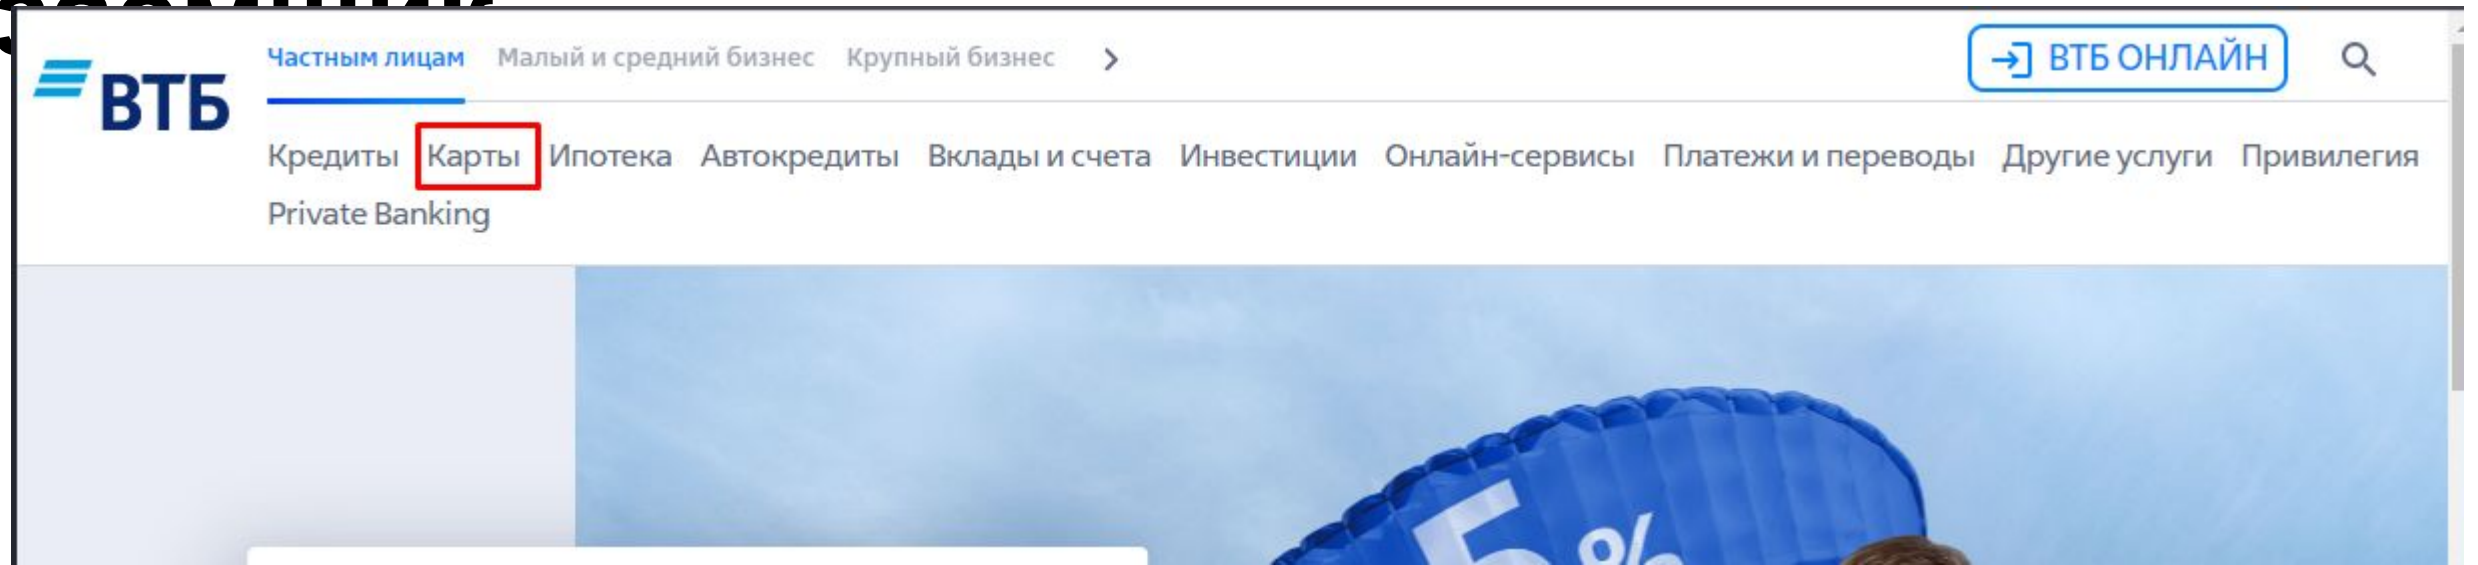 ВТБ
Частным лицам Малый и средний бизнес Крупный бизнес
ВТБ ОНЛАЙН
Кредиты Карты Ипотека Автокредиты Вклады и счета Инвестиции Онлайн-сервисы Платежи и переводы Другие услуги Привилегия
Private Banking
5%